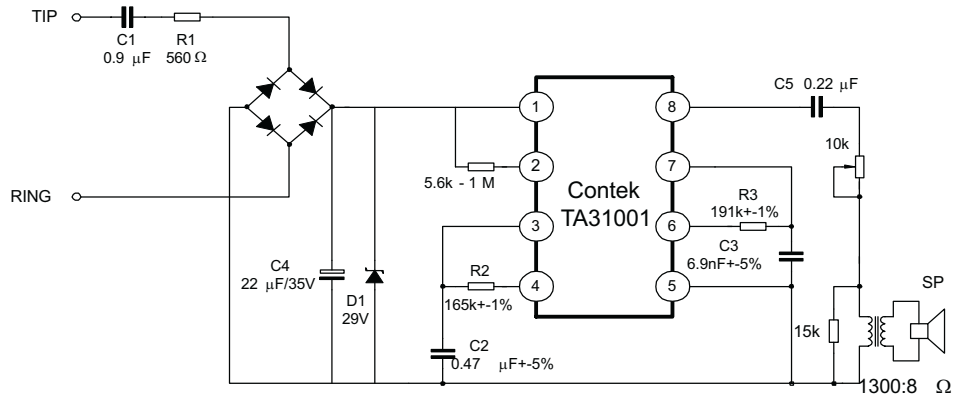 TIP
C1
0.9 μF
R1
560 Ω
RING
C4
22 μF/35V
D1
29V
5.6k - 1 M
R2
165k+-1%
C2
0.47 μF+-5%
1
2
3
4
Contek
TA31001
8
7
6
5
R3
191k+-1%
C3
6.9nF+-5%
C5 0.22 μF
10k
15k
SP
1300:8 Ω